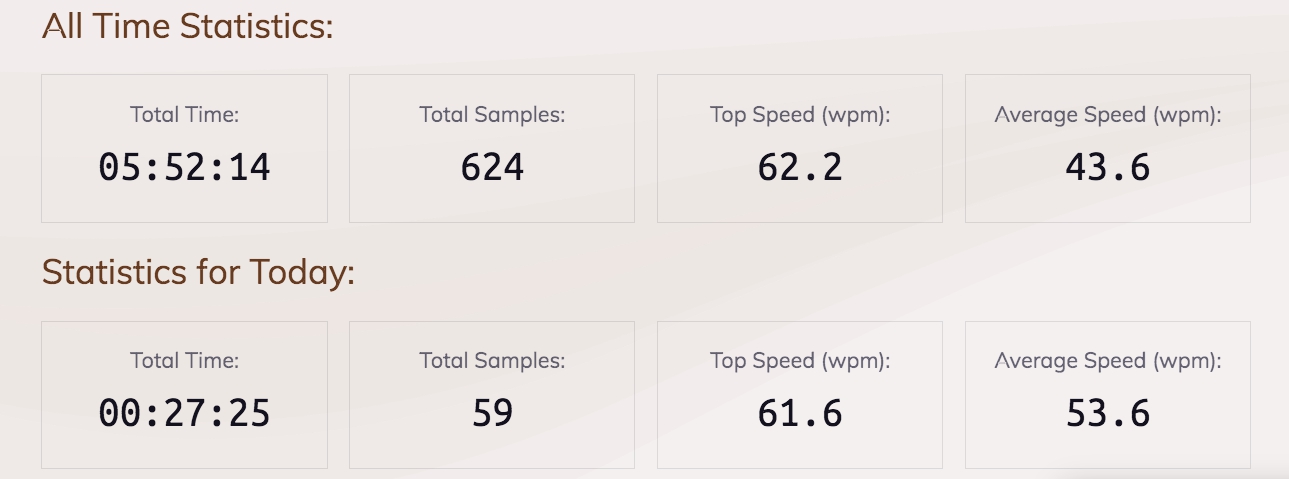 All Time Statistics:
Total Time: Total Samples: Top Speed (wpm): Average Speed (wpm):
05:52:14 624 62.2 43.6
Statistics for Today:
Total Time: Total Samples: Top Speed (wpm): Average Speed (wpm):
00:27:25 59 61.6 53.6